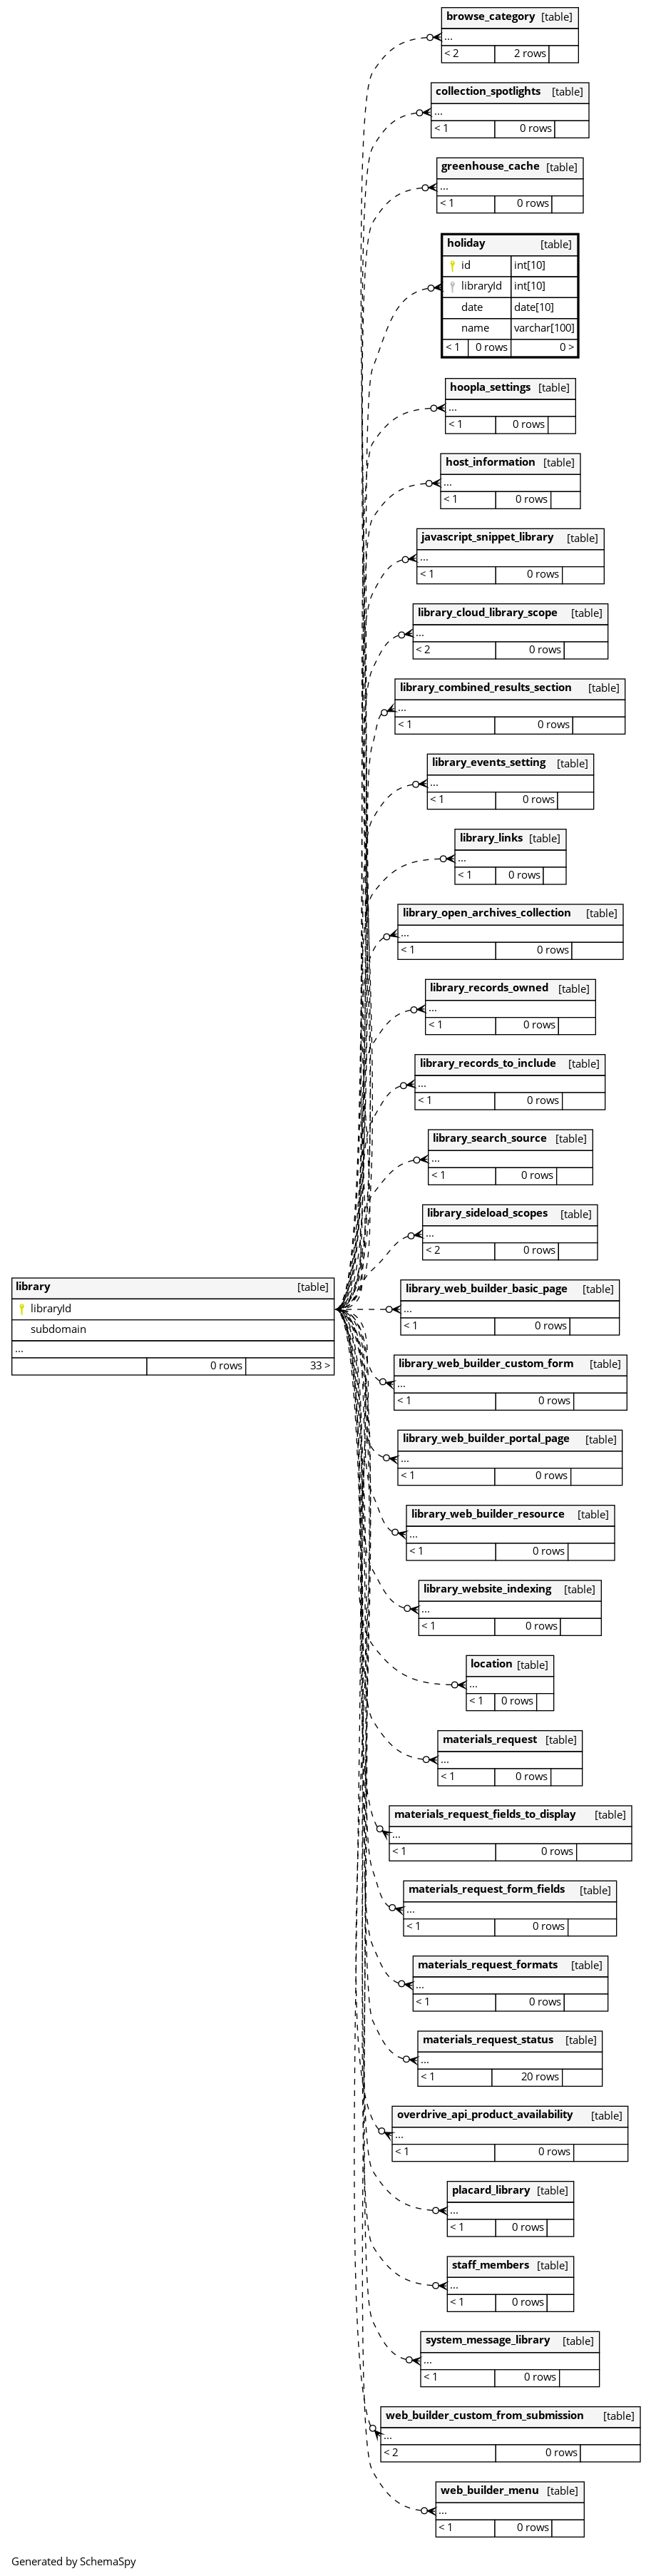 browse_category [table]
...
< 2 2 rows
collection_spotlights [table]
...
< 1 0 rows
greenhouse_cache [table]
...
< 1 0 rows
holiday [table]
id int[10]
libraryId int[10]
date date[10]
name varchar[100]
< 1 0 rows 0 >
hoopla_settings [table]
...
< 1 0 rows
host_information [table]
...
< 1 0 rows
javascript_snippet_library [table]
...
< 1 0 rows
library_cloud_library_scope [table]
...
< 2 0 rows
library_combined_results_section [table]
...
< 1 0 rows
library_events_setting [table]
...
< 1 0 rows
library_links [table]
...
< 1 0 rows
library_open_archives_collection [table]
...
< 1 0 rows
library_records_owned [table]
...
< 1 0 rows
library_records_to_include [table]
...
< 1 0 rows
library_search_source [table]
...
< 1 0 rows
library_sideload_scopes [table]
...
< 2 0 rows
library [table]
libraryId
subdomain
...
0 rows 33 >
library_web_builder_basic_page [table]
...
< 1 0 rows
library_web_builder_custom_form [table]
...
< 1 0 rows
library_web_builder_portal_page [table]
...
< 1 0 rows
library_web_builder_resource [table]
...
< 1 0 rows
library_website_indexing [table]
...
< 1 0 rows
location [table]
...
< 1 0 rows
materials_request [table]
...
< 1 0 rows
materials_request_fields_to_display [table]
...
< 1 0 rows
materials_request_form_fields [table]
...
< 1 0 rows
materials_request_formats [table]
...
< 1 0 rows
materials_request_status [table]
...
< 1 20 rows
overdrive_api_product_availability [table]
...
< 1 0 rows
placard_library [table]
...
< 1 0 rows
staff_members [table]
...
< 1 0 rows
system_message_library [table]
...
< 1 0 rows
web_builder_custom_from_submission [table]
...
< 2 0 rows
web_builder_menu [table]
...
< 1 0 rows
Generated by SchemaSpy